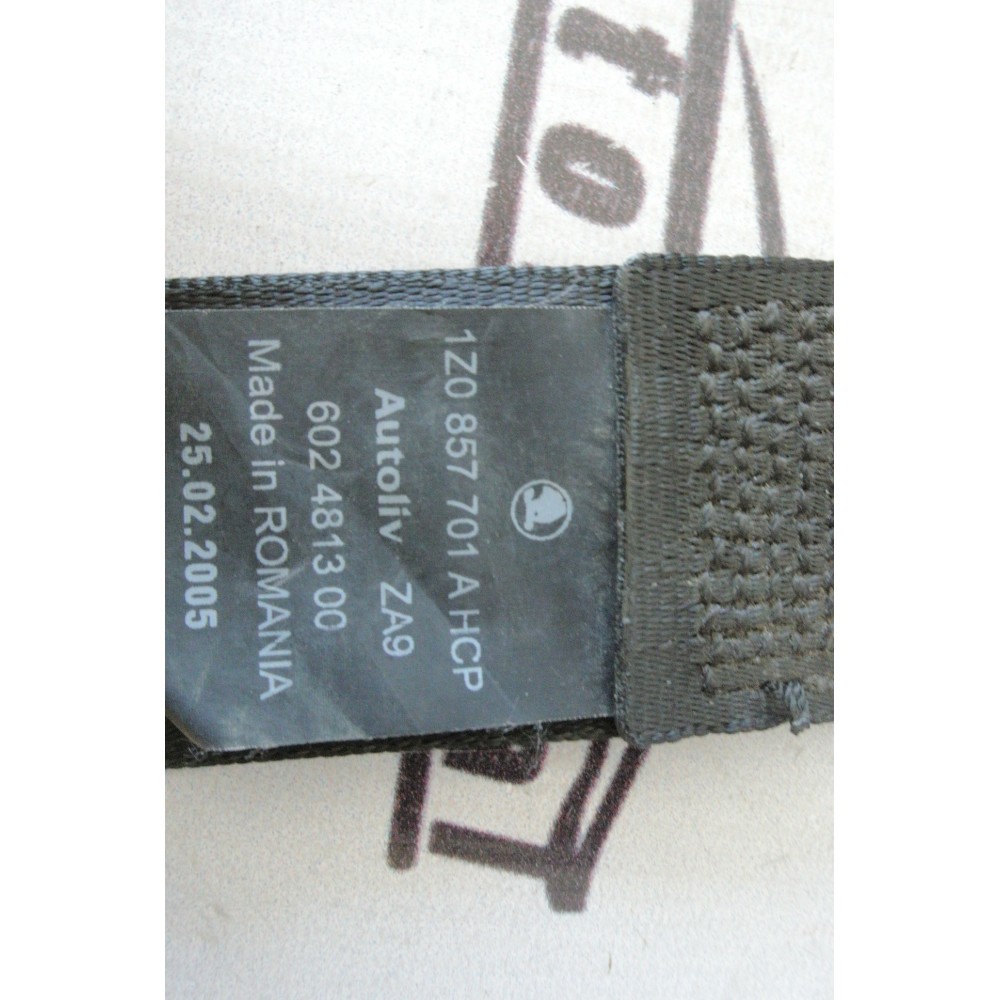 1Z0 857 701 A HCP
Autoliv ZA9
602 4813 00
Made in ROMANIA
25.02.2005